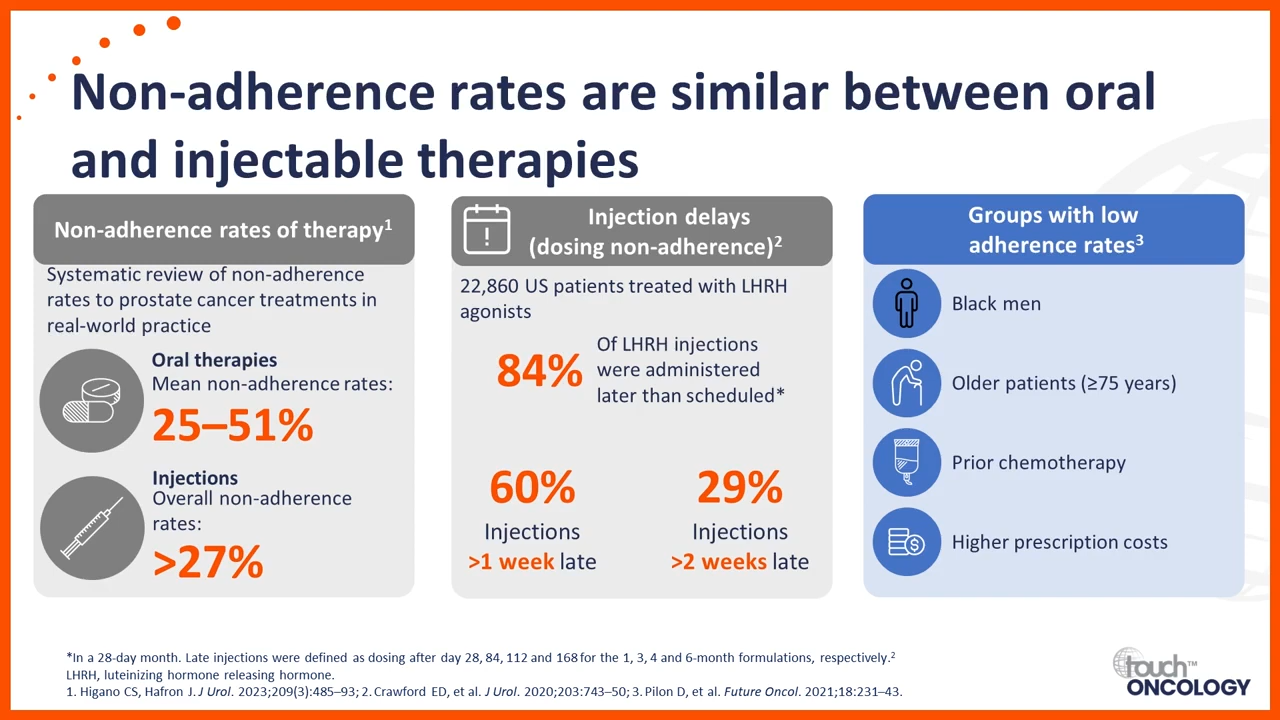 Non-adherence rates are similar between oral
and injectable therapies
Non-adherence rates of therapy1
Systematic review of non-adherence
rates to prostate cancer treatments in
real-world practice
Oral therapies
Mean non-adherence rates:
25–51%
Injections
Overall non-adherence
rates:
>27%
Injection delays
(dosing non-adherence)2
22,860 US patients treated with LHRH
agonists
84%
Of LHRH injections
were administered
later than scheduled*
60%
Injections
>1 week late
29%
Injections
>2 weeks late
Groups with low
adherence rates3
Black men
Older patients (≥75 years)
Prior chemotherapy
Higher prescription costs
*In a 28-day month. Late injections were defined as dosing after day 28, 84, 112 and 168 for the 1, 3, 4 and 6-month formulations, respectively.2
LHRH, luteinizing hormone releasing hormone.
1. Higano CS, Hafron J. J Urol. 2023;209(3):485–93; 2. Crawford ED, et al. J Urol. 2020;203:743–50; 3. Pilon D, et al. Future Oncol. 2021;18:231–43.
touch™
ONCOLOGY